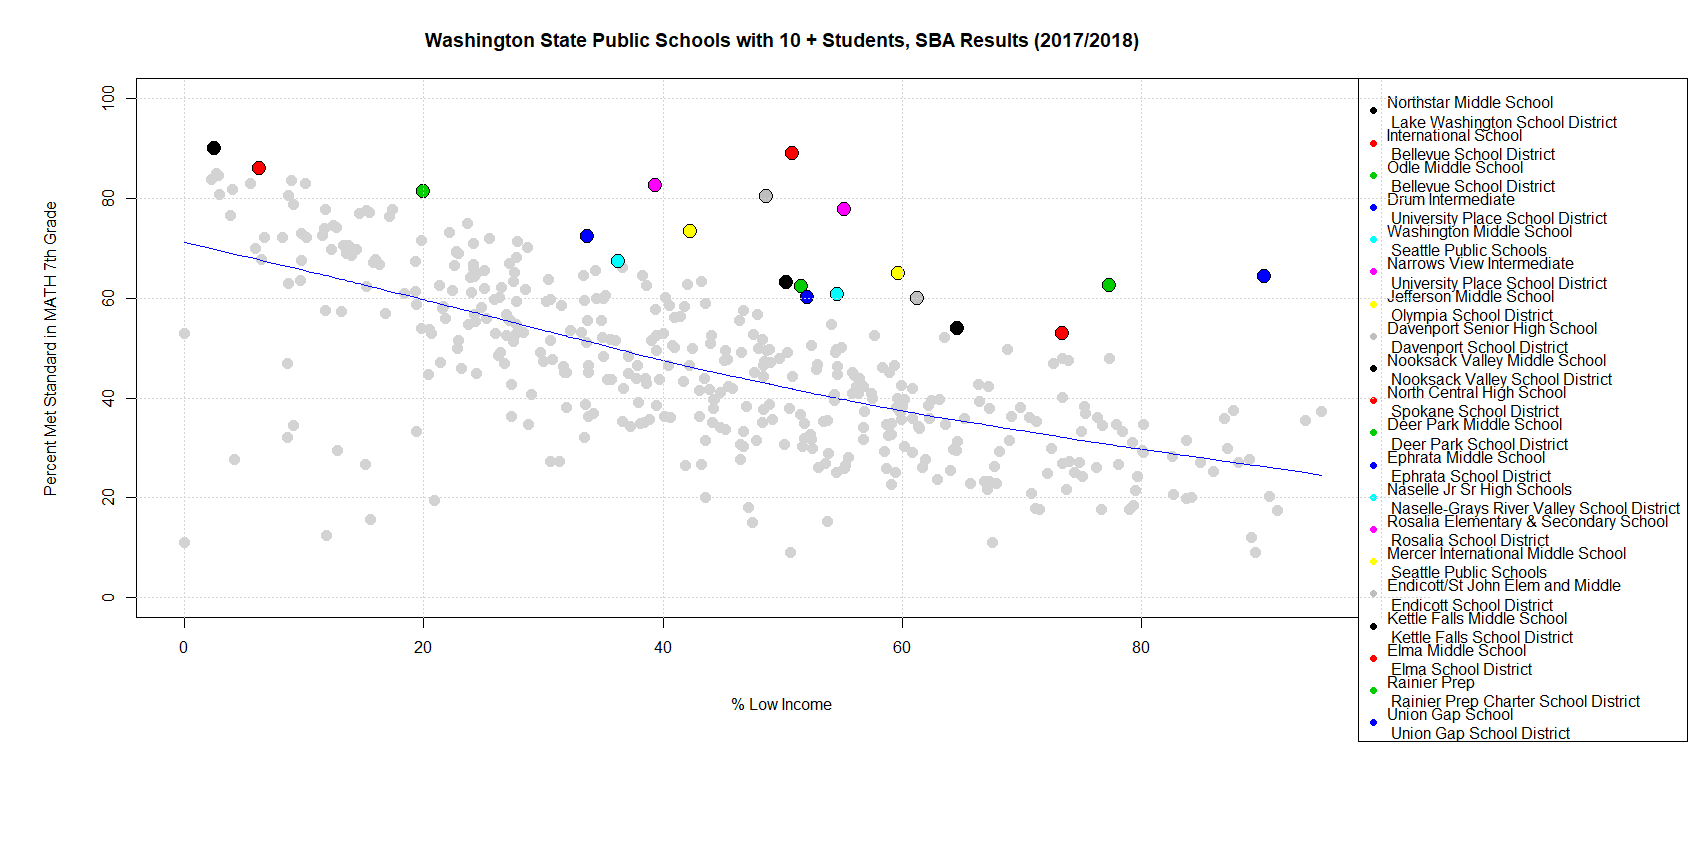 Washington State Public Schools with 10 + Students, SBA Results (2017/2018)
Percent Met Standard in MATH 7th Grade
100
80
60
40
20
0
0
20
40
60
80
% Low Income
Northstar Middle School
Lake Washington School District
International School
Bellevue School District
Odle Middle School
Bellevue School District
Drum Intermediate
University Place School District
Washington Middle School
Seattle Public Schools
Narrows View Intermediate
University Place School District
Jefferson Middle School
Olympia School District
Davenport Senior High School
Davenport School District
Nooksack Valley Middle School
Nooksack Valley School District
North Central High School
Spokane School District
Deer Park Middle School
Deer Park School District
Ephrata Middle School
Ephrata School District
Naselle Jr Sr High Schools
Naselle-Grays River Valley School District
Rosalia Elementary & Secondary School
Rosalia School District
Mercer International Middle School
Seattle Public Schools
Endicott/St John Elem and Middle
Endicott School District
Kettle Falls Middle School
Kettle Falls School District
Elma Middle School
Elma School District
Rainier Prep
Rainier Prep Charter School District
Union Gap School
Union Gap School District